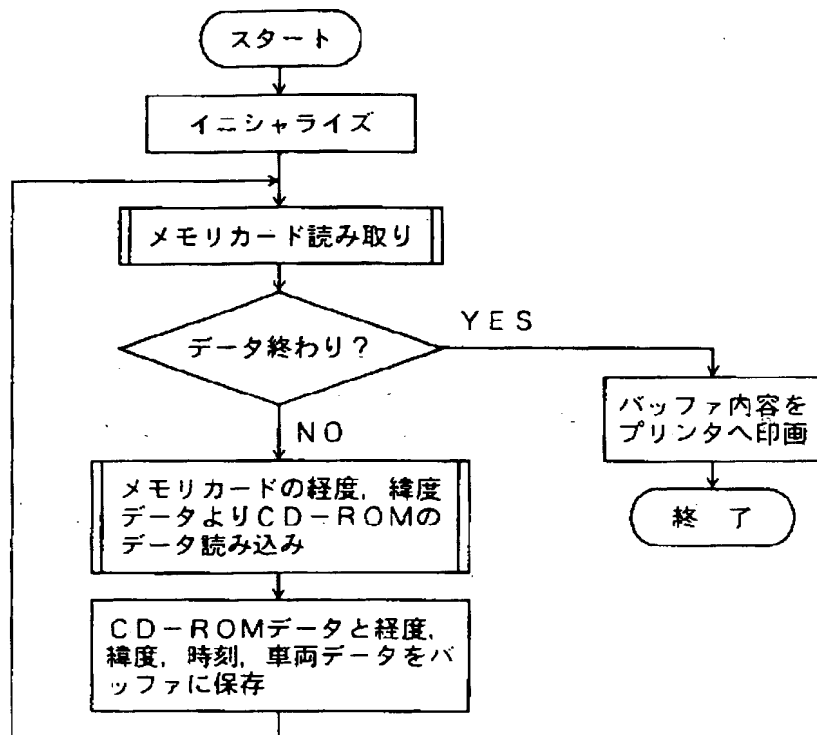 スタート
イニシャライズ
メモリカード読み取り
データ終わり?
YES
NO
バッファ内容を
プリンタへ印画
終 了
メモリカードの経度,緯度
データよりCD-ROMの
データ読み込み
CD-ROMデータと経度,
緯度,時刻,車両データをバ
ッファに保存